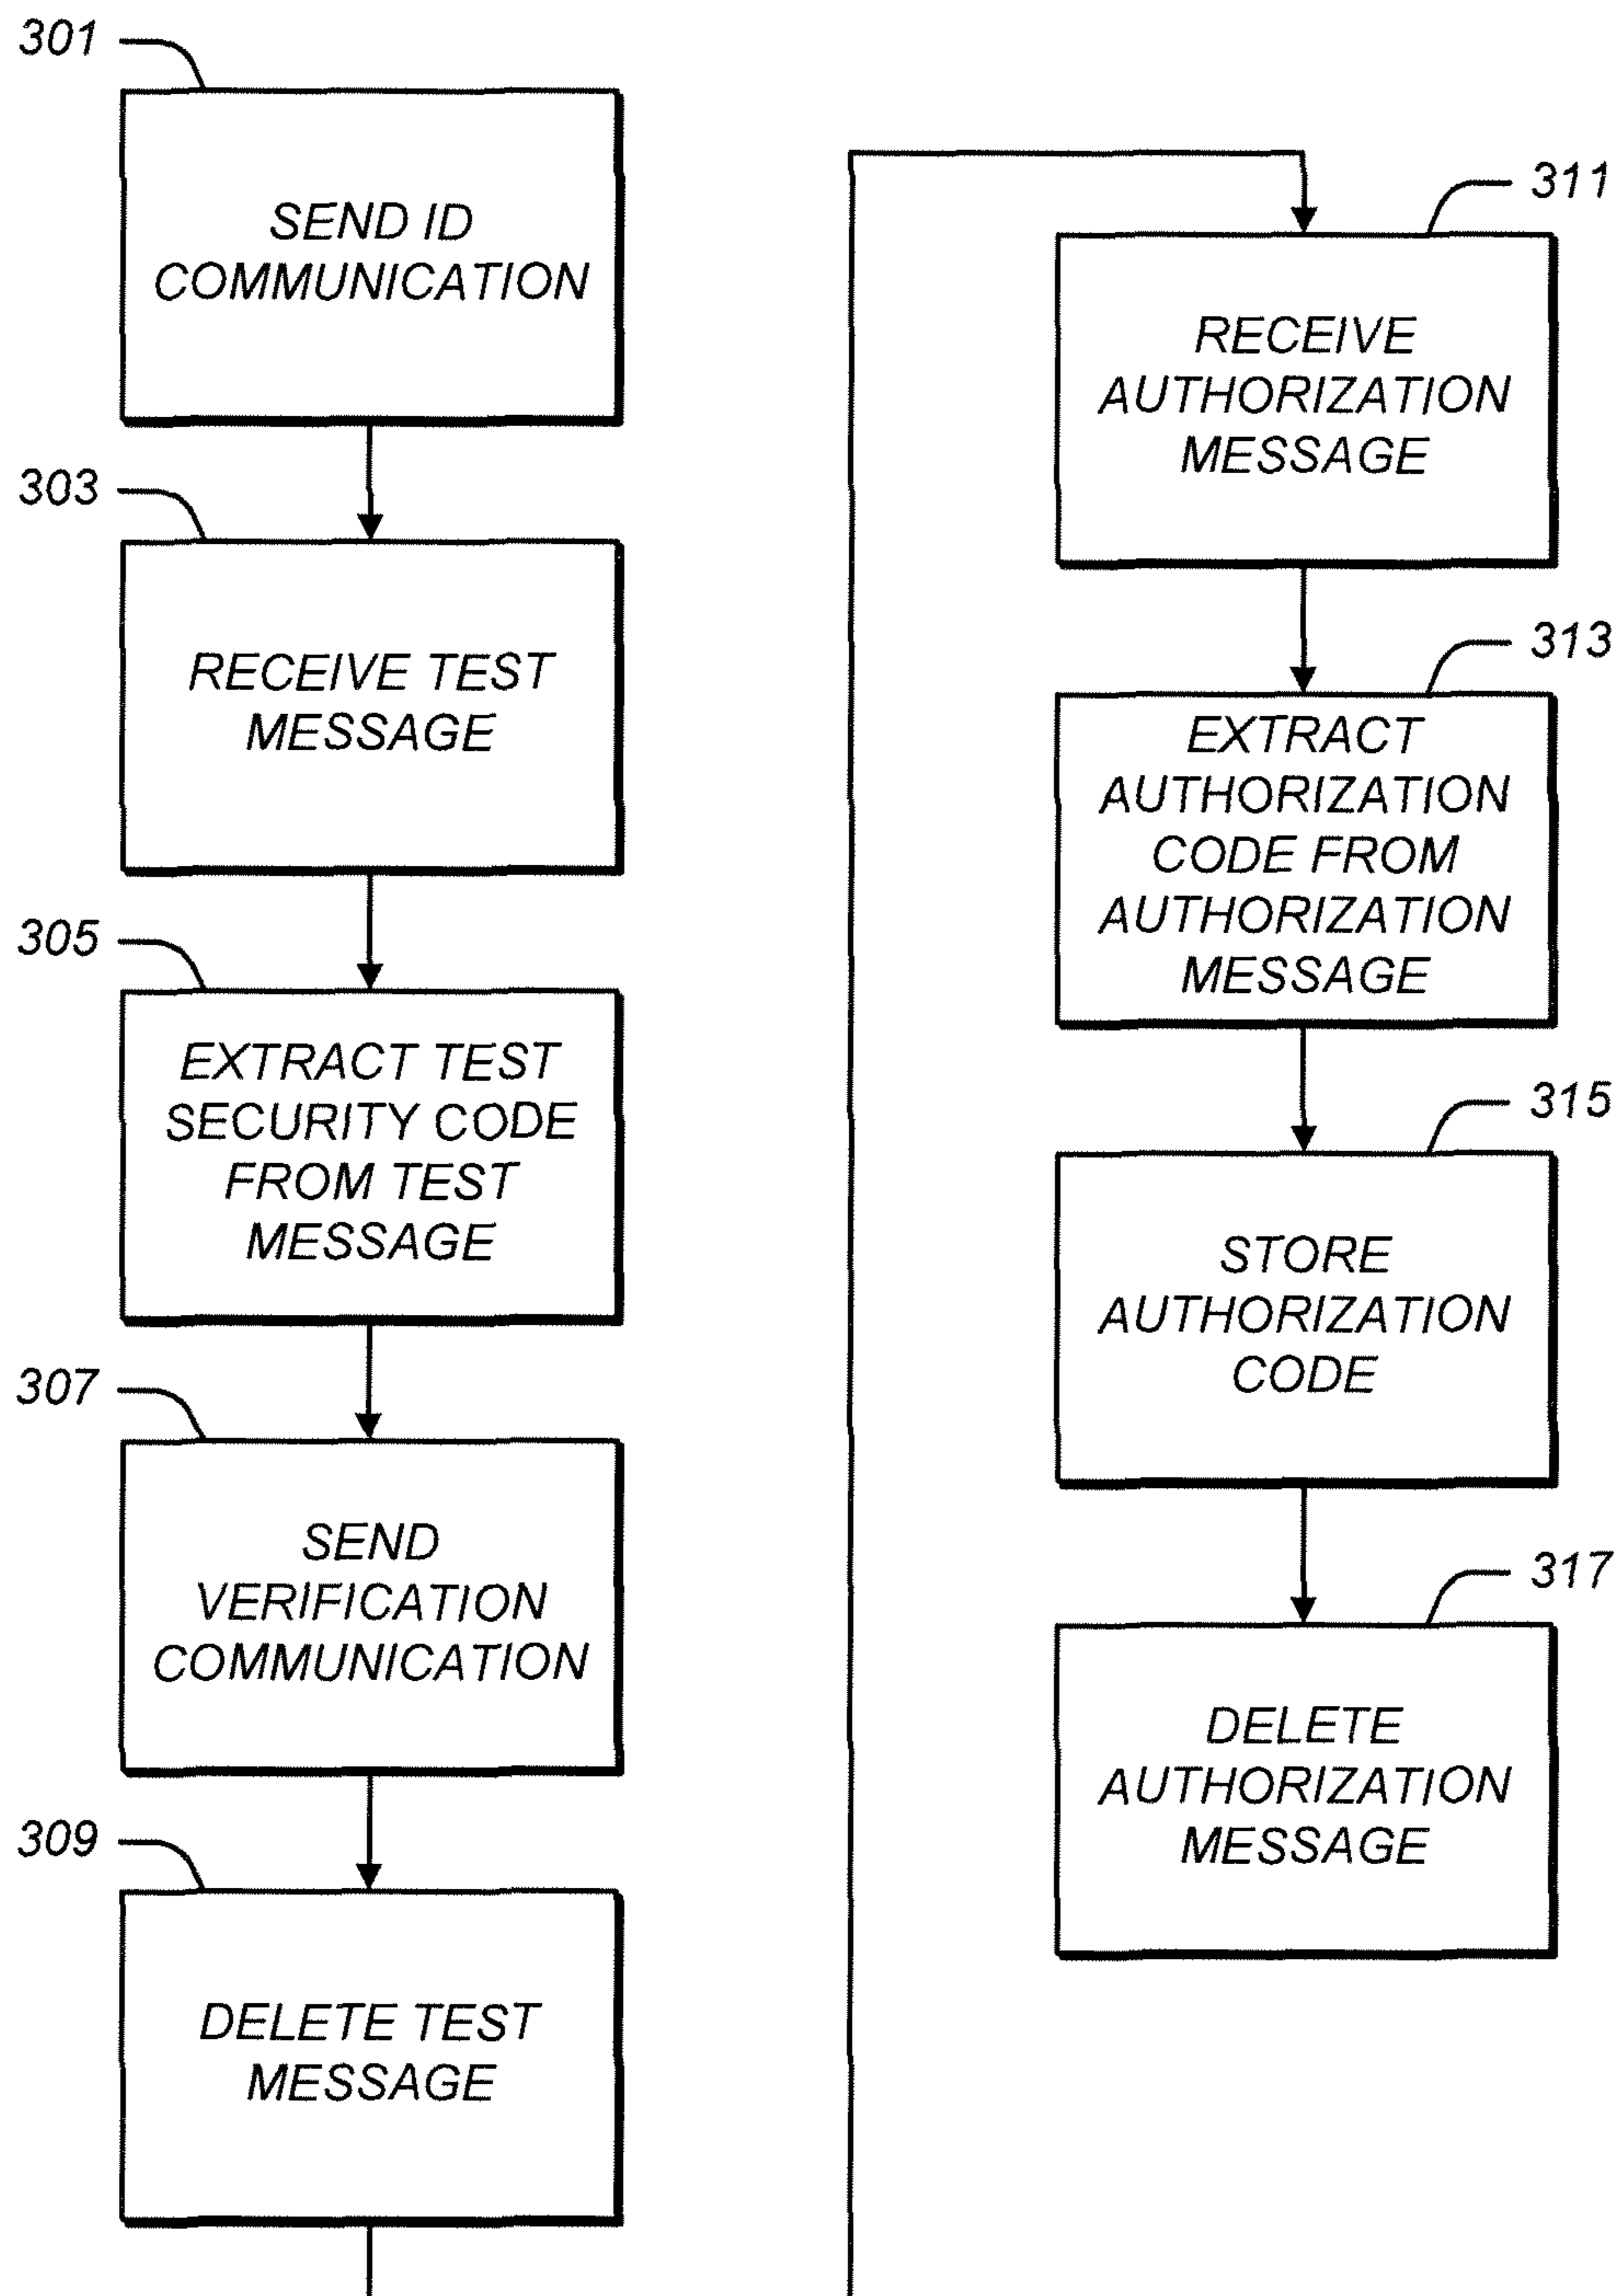 301
SEND ID
COMMUNICATION
303
RECEIVE TEST
MESSAGE
305
EXTRACT TEST
SECURITY CODE
FROM TEST
MESSAGE
307
SEND
VERIFICATION
COMMUNICATION
309
DELETE TEST
MESSAGE
311
RECEIVE
AUTHORIZATION
MESSAGE
313
EXTRACT
AUTHORIZATION
CODE FROM
AUTHORIZATION
MESSAGE
315
STORE
AUTHORIZATION
CODE
317
DELETE
AUTHORIZATION
MESSAGE